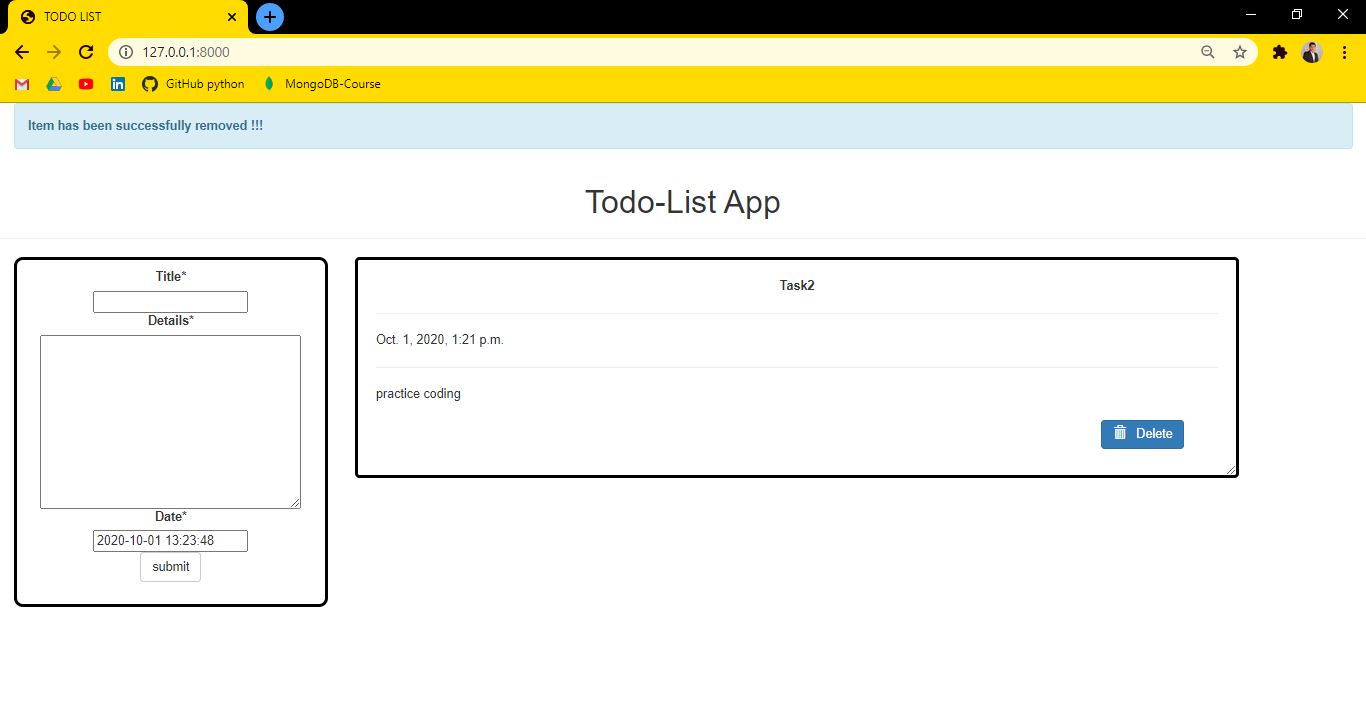 TODO LIST
127.0.0.1:8000
GitHub python MongoDB-Course
Item has been successfully removed !!!
Todo-List App
Title*
Details*
Date*
2020-10-01 13:23:48
submit
Task2
Oct. 1, 2020, 1:21 p.m.
practice coding
Delete